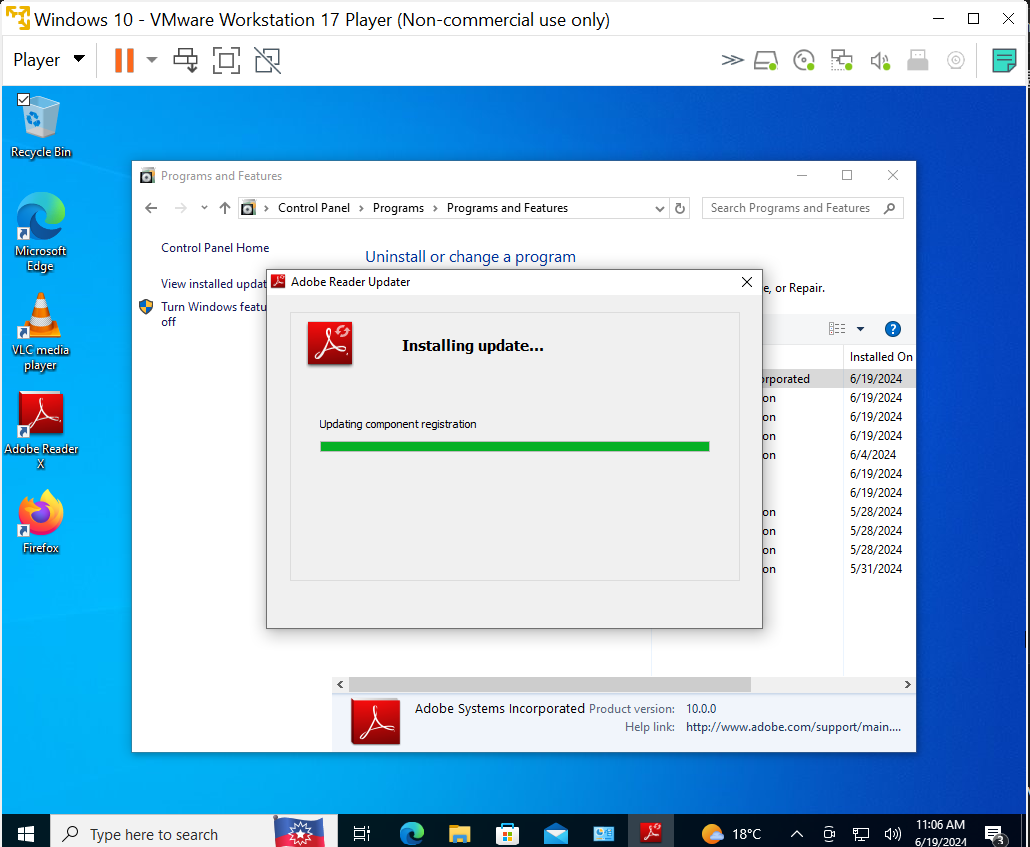 Windows 10 - VMware Workstation 17 Player (Non-commercial use only)
Player
Recycle Bin
Microsoft
Edge
VLC media
player
Adobe Reader
X
Firefox
Programs and Features
Control Panel > Programs > Programs and Features
Search Programs and Features
Control Panel Home
View installed updat
Turn Windows featu
off
Uninstall or change a program
e, or Repair.
Adobe Reader Updater
Installing update...
Updating component registration
Installed On
orporated 6/19/2024
on 6/19/2024
on 6/19/2024
on 6/19/2024
on 6/4/2024
6/19/2024
6/19/2024
on 5/28/2024
on 5/28/2024
on 5/28/2024
on 5/31/2024
Adobe Systems Incorporated Product version: 10.0.0
Help link: http://www.adobe.com/support/main....
Type here to search
18°C
11:06 AM
6/19/2024
3